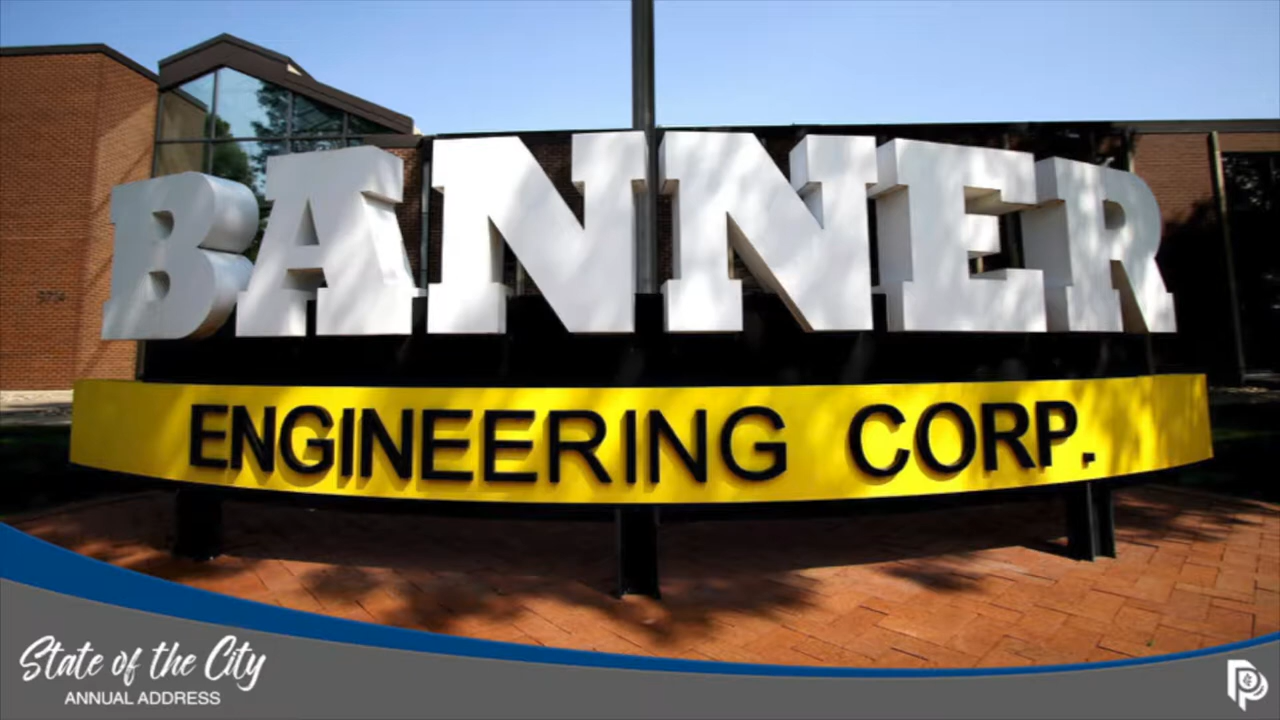 BANNER
ENGINEERING CORP.
State of the City
ANNUAL ADDRESS